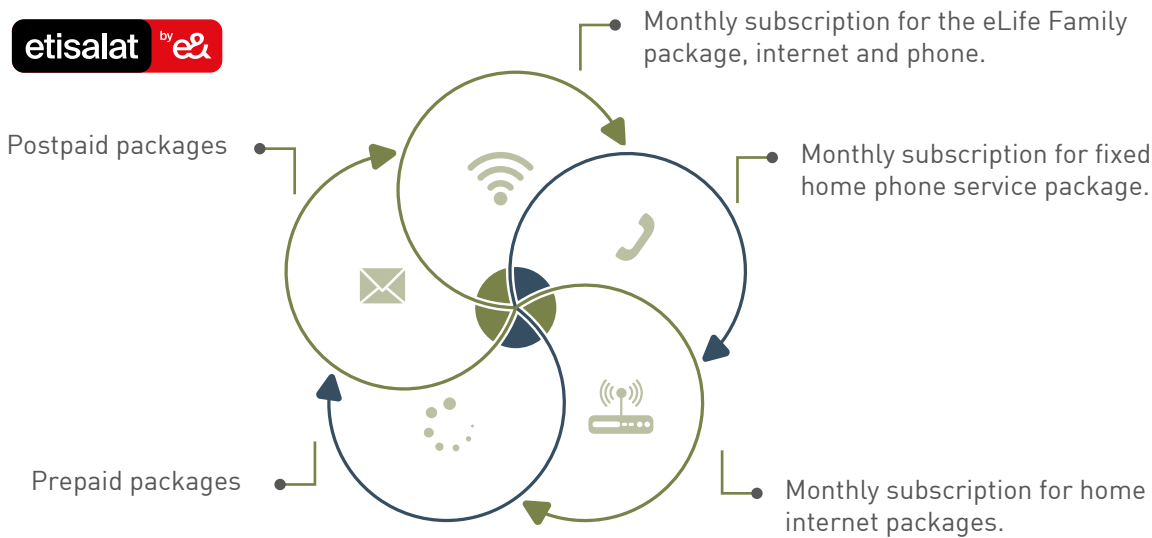 etisalat by e&
Monthly subscription for the eLife Family
package, internet and phone.
Postpaid packages
Monthly subscription for fixed
home phone service package.
Prepaid packages
Monthly subscription for home
internet packages.